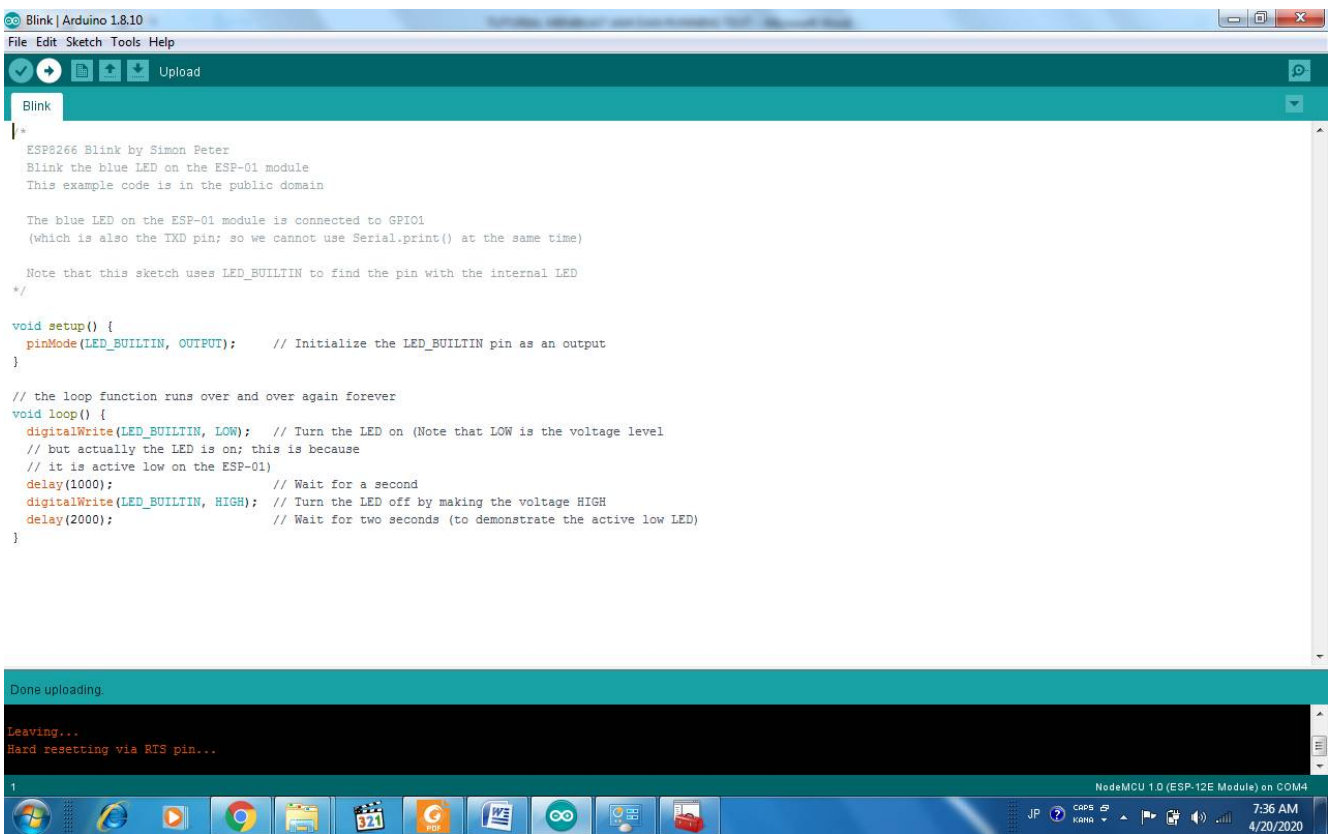 Blink | Arduino 1.8.10
File Edit Sketch Tools Help
Upload
Blink
/*
  ESP8266 Blink by Simon Peter
  Blink the blue LED on the ESP-01 module
  This example code is in the public domain
  The blue LED on the ESP-01 module is connected to GPIO1
  (which is also the TXD pin; so we cannot use Serial.print() at the same time)
  Note that this sketch uses LED_BUILTIN to find the pin with the internal LED
*/
void setup() {
  pinMode(LED_BUILTIN, OUTPUT);     // Initialize the LED_BUILTIN pin as an output
}
// the loop function runs over and over again forever
void loop() {
  digitalWrite(LED_BUILTIN, LOW);   // Turn the LED on (Note that LOW is the voltage level
  // but actually the LED is on; this is because
  // it is active low on the ESP-01)
  delay(1000);                      // Wait for a second
  digitalWrite(LED_BUILTIN, HIGH);  // Turn the LED off by making the voltage HIGH
  delay(2000);                      // Wait for two seconds (to demonstrate the active low LED)
}
Done uploading.
Leaving...
Hard resetting via RTS pin...
1
NodeMCU 1.0 (ESP-12E Module) on COM4
321
PDF
W
JP
CAPS
KANA
7:36 AM
4/20/2020